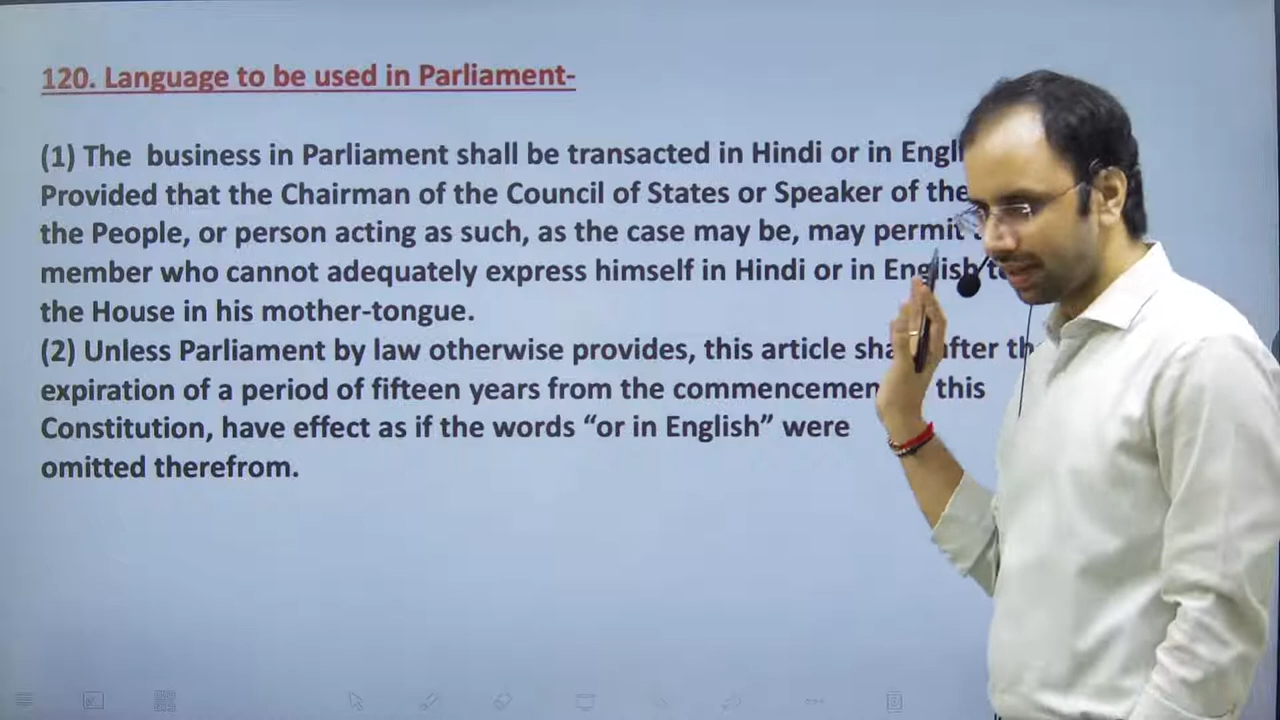 120. Language to be used in Parliament-
(1) The business in Parliament shall be transacted in Hindi or in
Provided that the Chairman of the Council of States or Speaker of the
the People, or person acting as such, as the case may be, may permit
member who cannot adequately express himself in Hindi or in English
the House in his mother-tongue.
(2) Unless Parliament by law otherwise provides, this article after
expiration of a period of fifteen years from the this
Constitution, have effect as if the words “or in English” were
omitted therefrom.